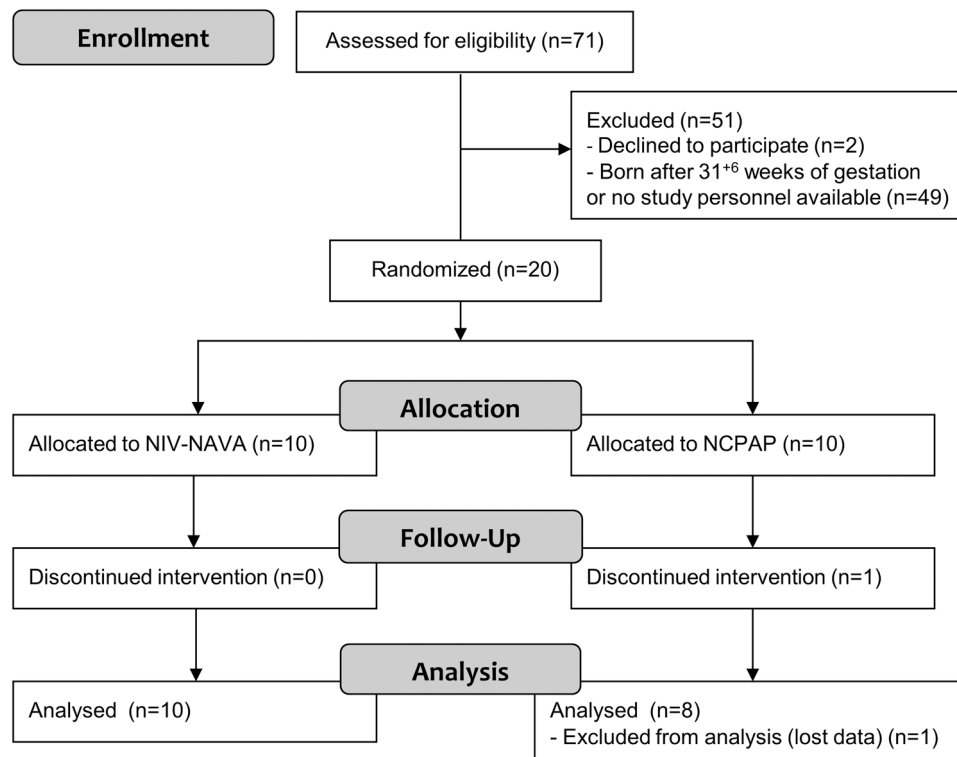 Enrollment
Assessed for eligibility (n=71)
Excluded (n=51)
- Declined to participate (n=2)
- Born after 31⁺⁶ weeks of gestation
or no study personnel available (n=49)
Randomized (n=20)
Allocation
Allocated to NIV-NAVA (n=10)
Allocated to NCPAP (n=10)
Follow-Up
Discontinued intervention (n=0)
Discontinued intervention (n=1)
Analysis
Analysed (n=10)
Analysed (n=8)
- Excluded from analysis (lost data) (n=1)